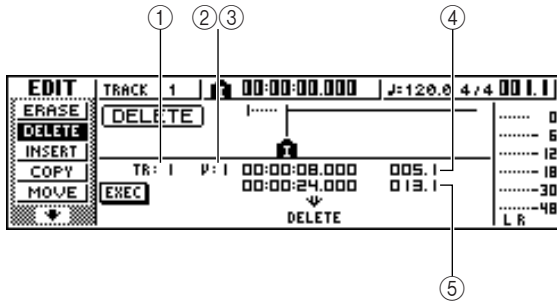 ① ② ③ ④
EDIT TRACK 1 00:00:00.000 ♩=120.0 4/4 001.1
ERASE DELETE 0
DELETE 6
INSERT 12
COPY TR: 1 V: 1 00:00:08.000 005.1 18
MOVE EXEC 00:00:24.000 013.1 30
DELETE 48
L R
⑤